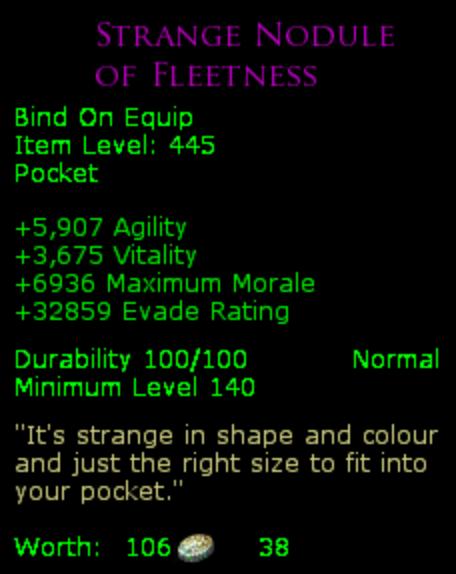 Strange Nodule
of Fleetness
Bind On Equip
Item Level: 445
Pocket
+5,907 Agility
+3,675 Vitality
+6936 Maximum Morale
+32859 Evade Rating
Durability 100/100 Normal
Minimum Level 140
"It's strange in shape and colour
and just the right size to fit into
your pocket."
Worth: 106 38